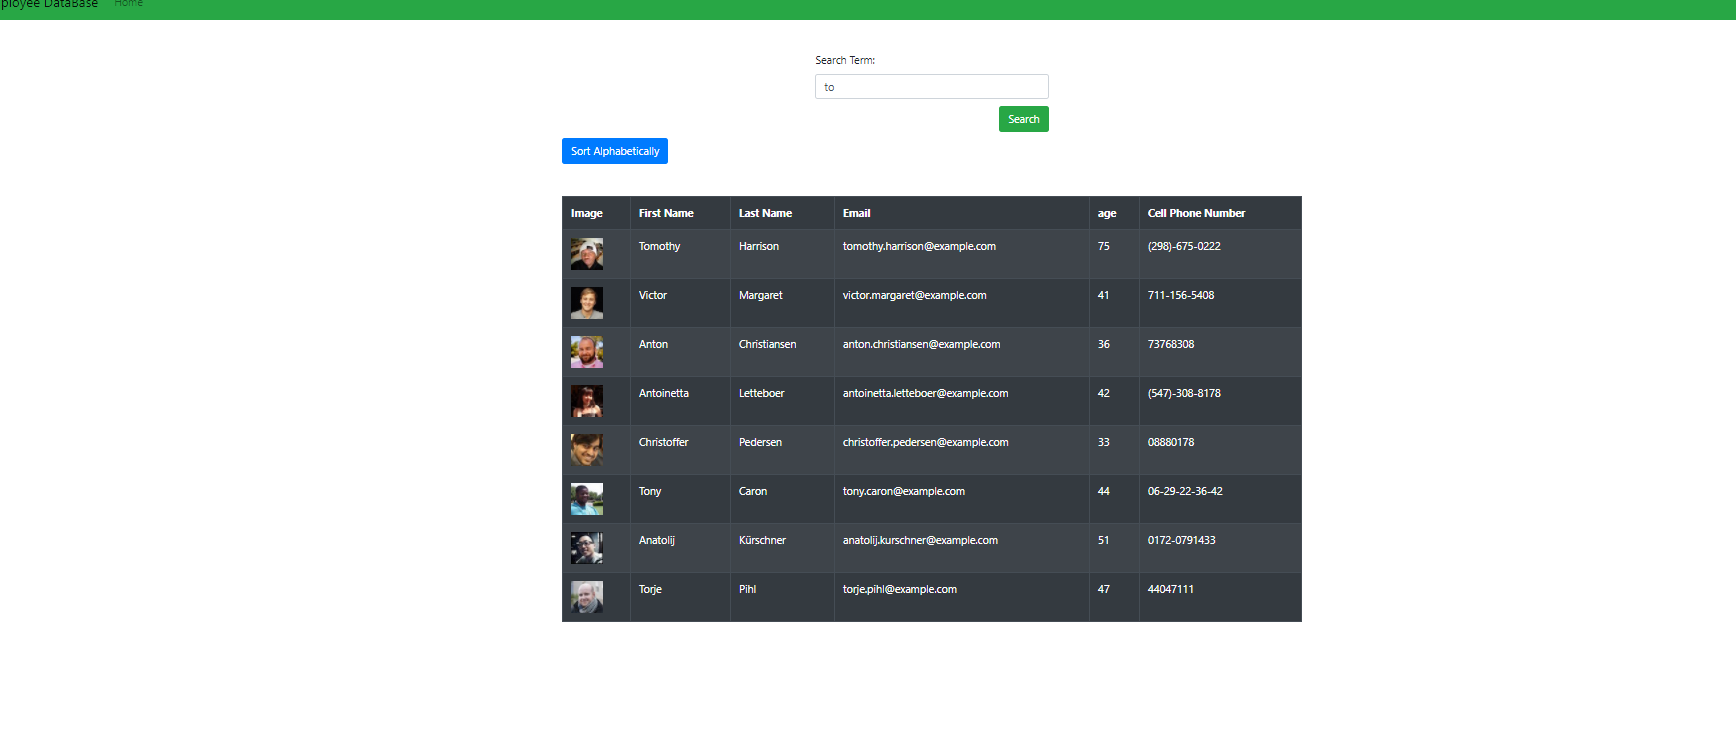 ployee DataBase Home
Search Term:
to
Search
Sort Alphabetically
Image First Name Last Name Email age Cell Phone Number
Tomothy Harrison tomothy.harrison@example.com 75 (298)-675-0222
Victor Margaret victor.margaret@example.com 41 711-156-5408
Anton Christiansen anton.christiansen@example.com 36 73768308
Antoinetta Letteboer antoinetta.letteboer@example.com 42 (547)-308-8178
Christoffer Pedersen christoffer.pedersen@example.com 33 08880178
Tony Caron tony.caron@example.com 44 06-29-22-36-42
Anatolij Kürschner anatolij.kurschner@example.com 51 0172-0791433
Torje Pihl torje.pihl@example.com 47 44047111